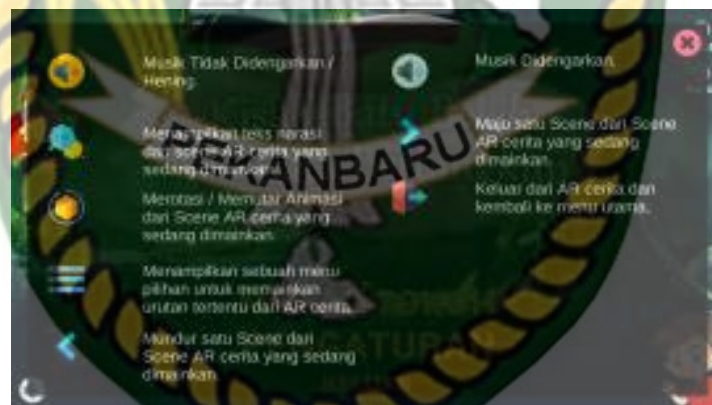 Musik Tidak Didengarkan /
Hening.
Menampilkan teks narasi
dari scene AR cerita yang
sedang dimainkan.
Merotasi / Memutar Animasi
dari Scene AR cerita yang
sedang dimainkan.
Menampilkan sebuah menu
pilihan untuk memainkan
urutan tertentu dari AR cerita.
Mundur satu Scene dari
Scene AR cerita yang sedang
dimainkan.
Musik Didengarkan.
Maju satu Scene dari Scene
AR cerita yang sedang
dimainkan.
Keluar dari AR cerita dan
kembali ke menu utama.
PEKANBARU